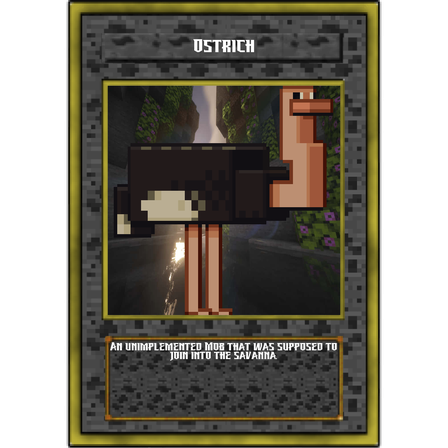 OSTRICH
AN UNIMPLEMENTED MOB THAT WAS SUPPOSED TO
JOIN INTO THE SAVANNA